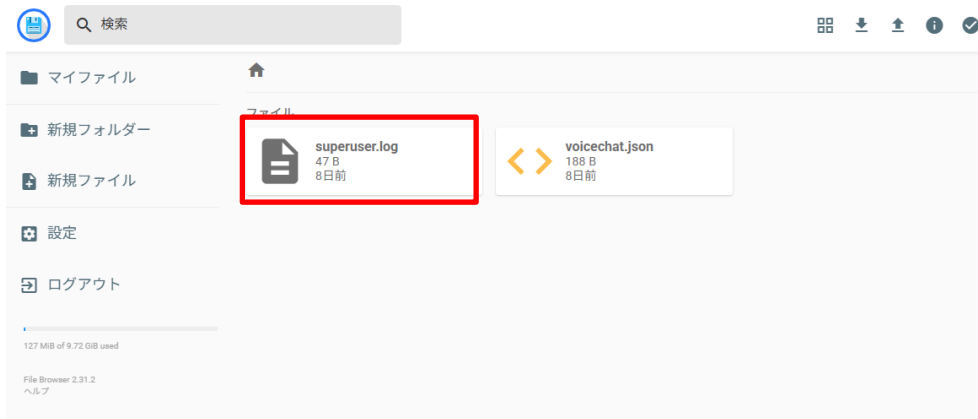 検索
マイファイル
新規フォルダー
新規ファイル
設定
ログアウト
127 MiB of 9.72 GiB used
File Browser 2.31.2
ヘルプ
ファイル
superuser.log
47 B
8日前
voicechat.json
188 B
8日前